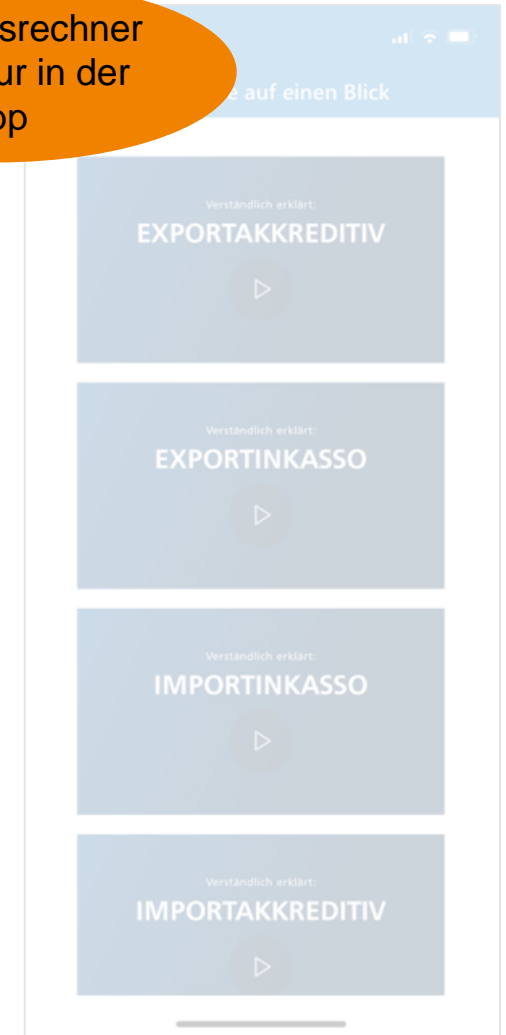 srechner
ur in der
op
e auf einen Blick
Verständlich erklärt:
EXPORTAKKREDITIV
Verständlich erklärt:
EXPORTINKASSO
Verständlich erklärt:
IMPORTINKASSO
Verständlich erklärt:
IMPORTAKKREDITIV